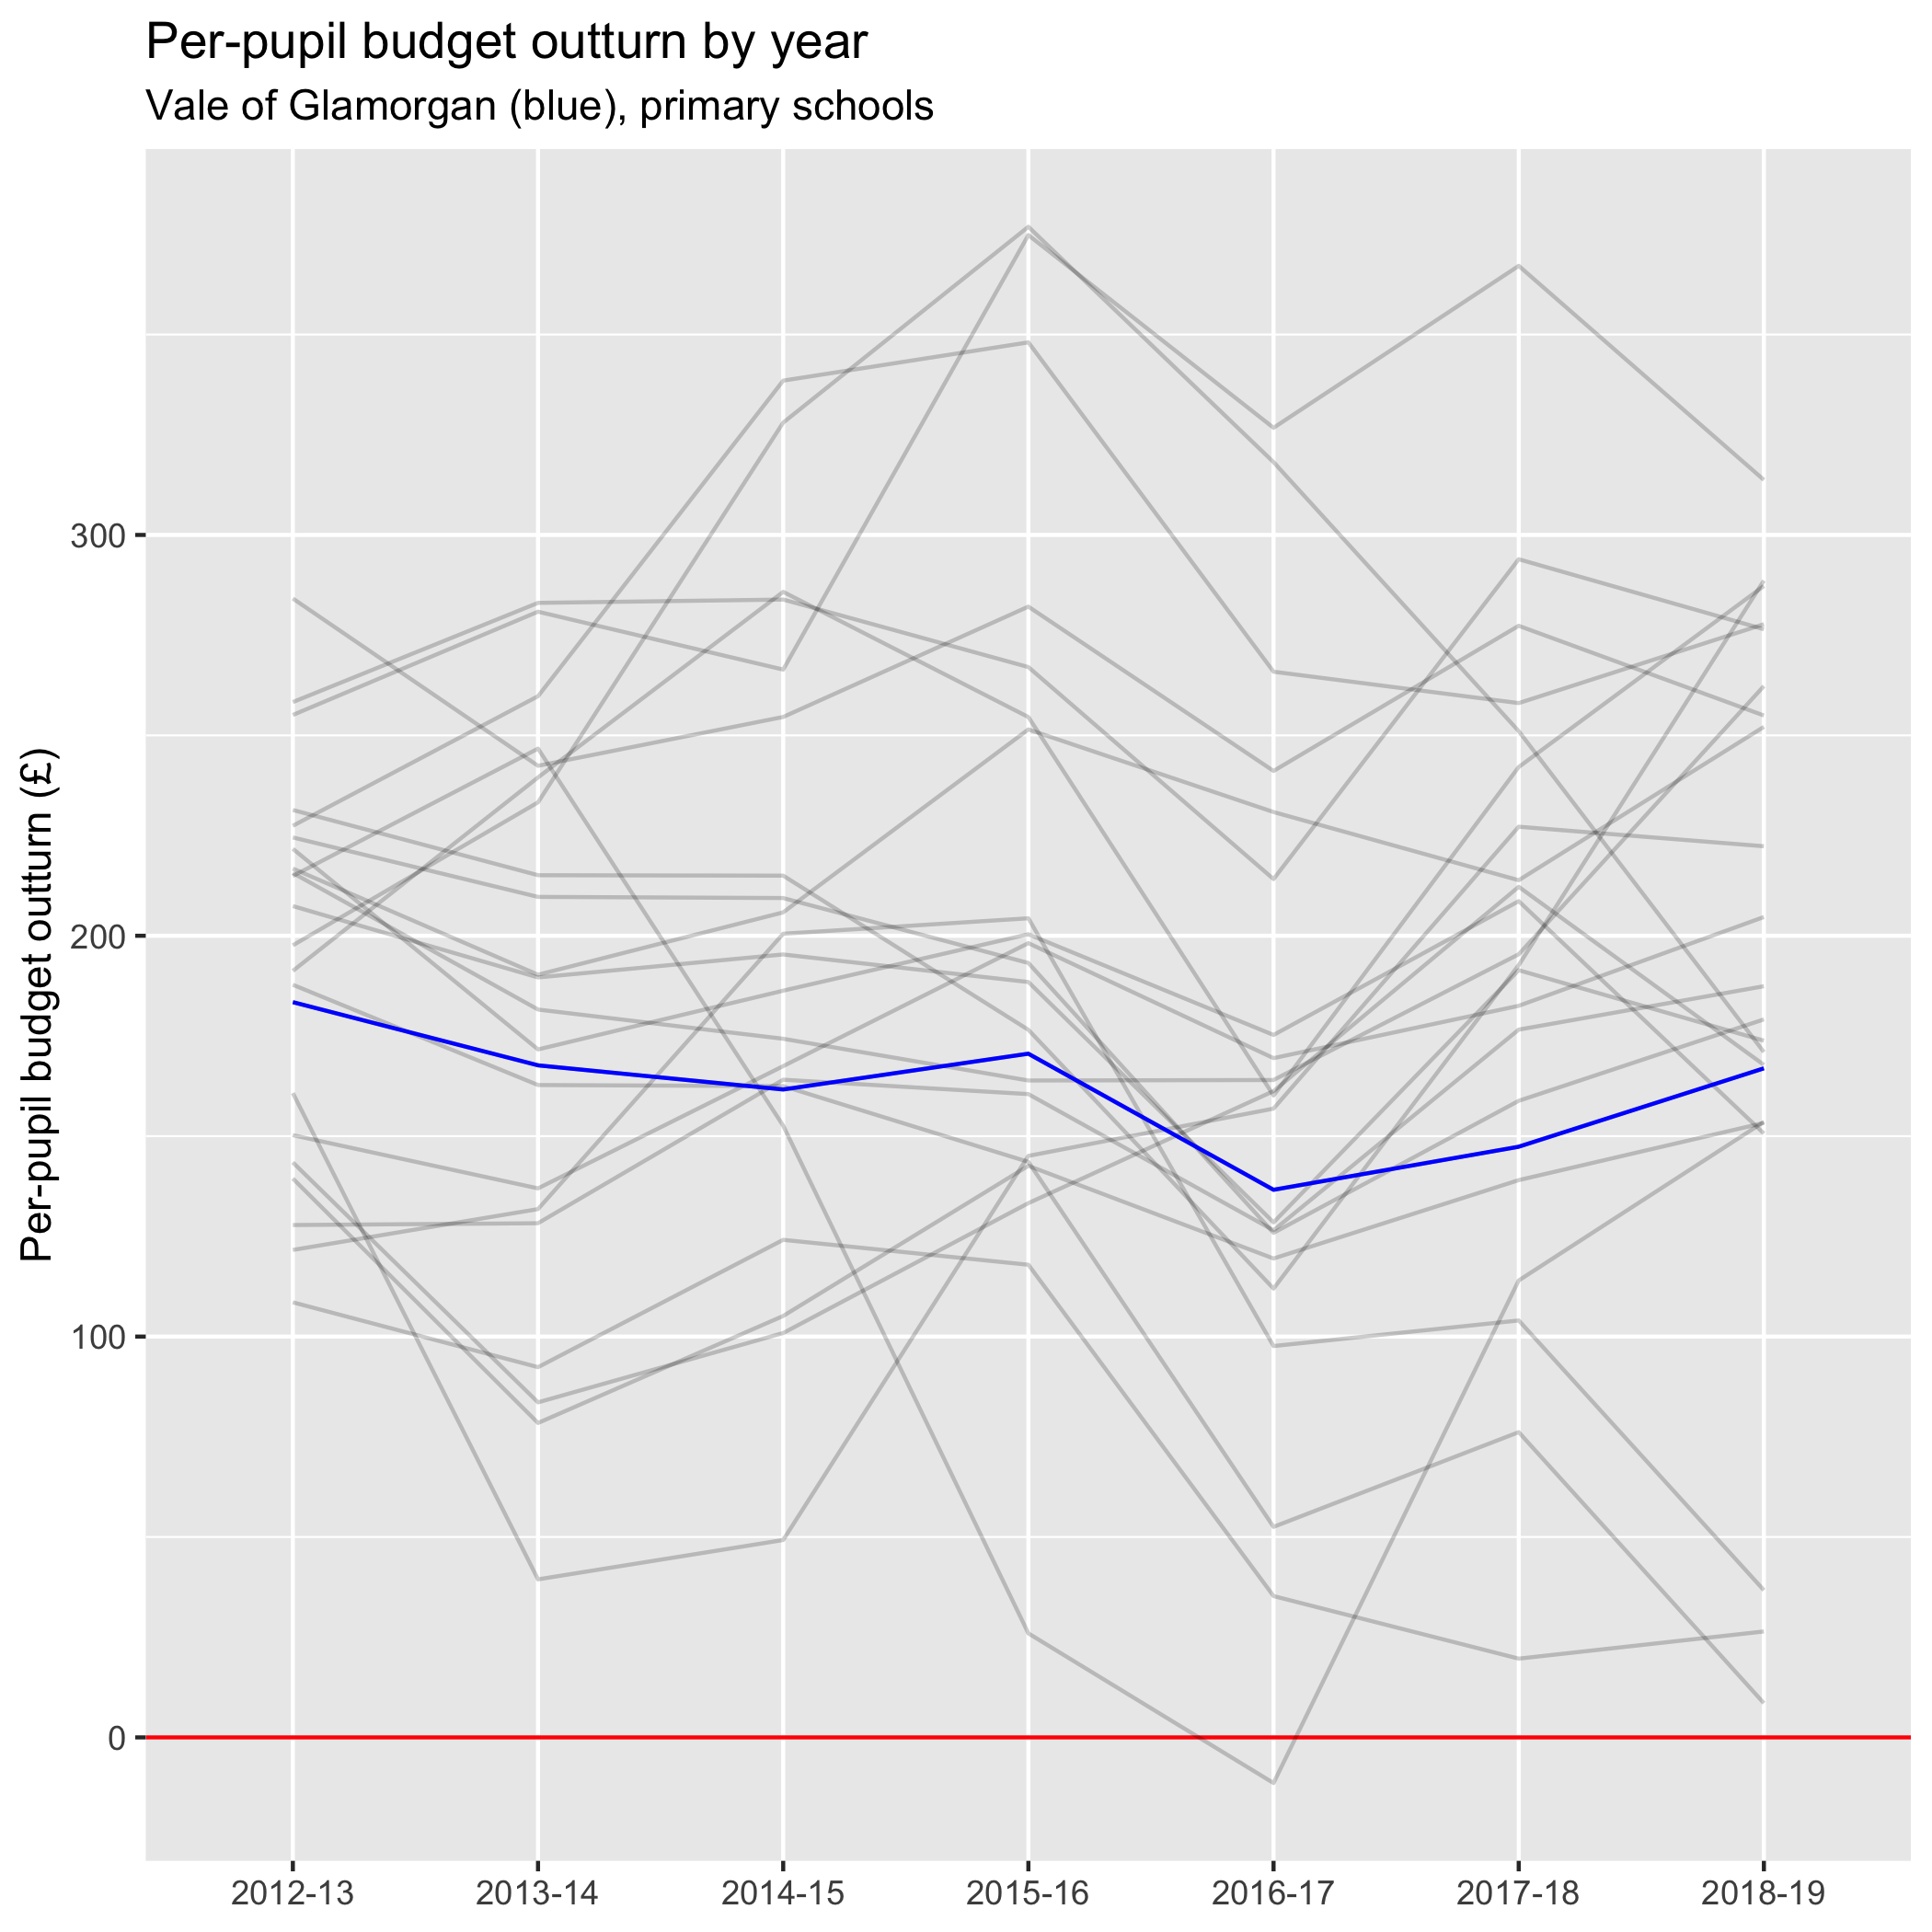 Per-pupil budget outturn by year
Vale of Glamorgan (blue), primary schools
Per-pupil budget outturn (£)
300
200
100
0
2012-13 2013-14 2014-15 2015-16 2016-17 2017-18 2018-19